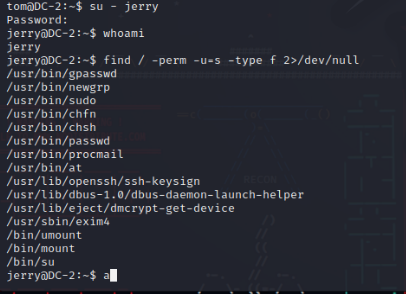 tom@DC-2:~$ su - jerry
Password:
jerry@DC-2:~$ whoami
jerry
jerry@DC-2:~$ find / -perm -u=s -type f 2>/dev/null
/usr/bin/gpasswd
/usr/bin/newgrp
/usr/bin/sudo
/usr/bin/chfn
/usr/bin/chsh
/usr/bin/passwd
/usr/bin/procmail
/usr/bin/at
/usr/lib/openssh/ssh-keysign
/usr/lib/dbus-1.0/dbus-daemon-launch-helper
/usr/lib/eject/dmcrypt-get-device
/usr/sbin/exim4
/bin/umount
/bin/mount
/bin/su
jerry@DC-2:~$ a